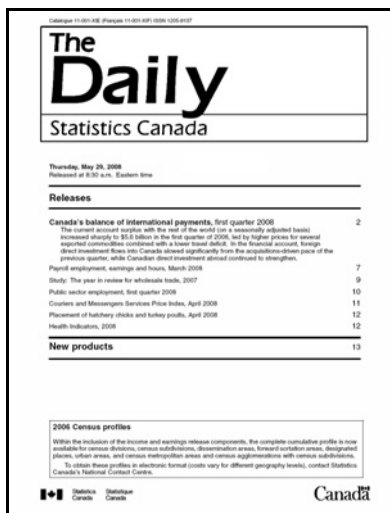 Catalogue 11-001-XIE (Français 11-001-XIF) ISSN 1205-9137
The
Daily
Statistics Canada
Thursday, May 29, 2008
Released at 8:30 a.m. Eastern time
Releases
Canada's balance of international payments, first quarter 2008 2
The current account surplus with the rest of the world (on a seasonally adjusted basis)
increased sharply to $5.6 billion in the first quarter of 2008, led by higher prices for several
exported commodities combined with a lower travel deficit. In the financial account, foreign
direct investment flows into Canada slowed significantly from the acquisitions-driven pace of the
previous quarter, while Canadian direct investment abroad continued to strengthen.
Payroll employment, earnings and hours, March 2008 7
Study: The year in review for wholesale trade, 2007 9
Public sector employment, first quarter 2008 10
Couriers and Messengers Services Price Index, April 2008 11
Placement of hatchery chicks and turkey poults, April 2008 12
Health Indicators, 2008 12
New products 13
2006 Census profiles
Within the inclusion of the income and earnings release components, the complete cumulative profile is now
available for census divisions, census subdivisions, dissemination areas, forward sortation areas, designated
places, urban areas, and census metropolitan areas and census agglomerations with census subdivisions.
To obtain these profiles in electronic format (costs vary for different geography levels), contact Statistics
Canada's National Contact Centre.
Statistics Statistique
Canada Canada
Canada